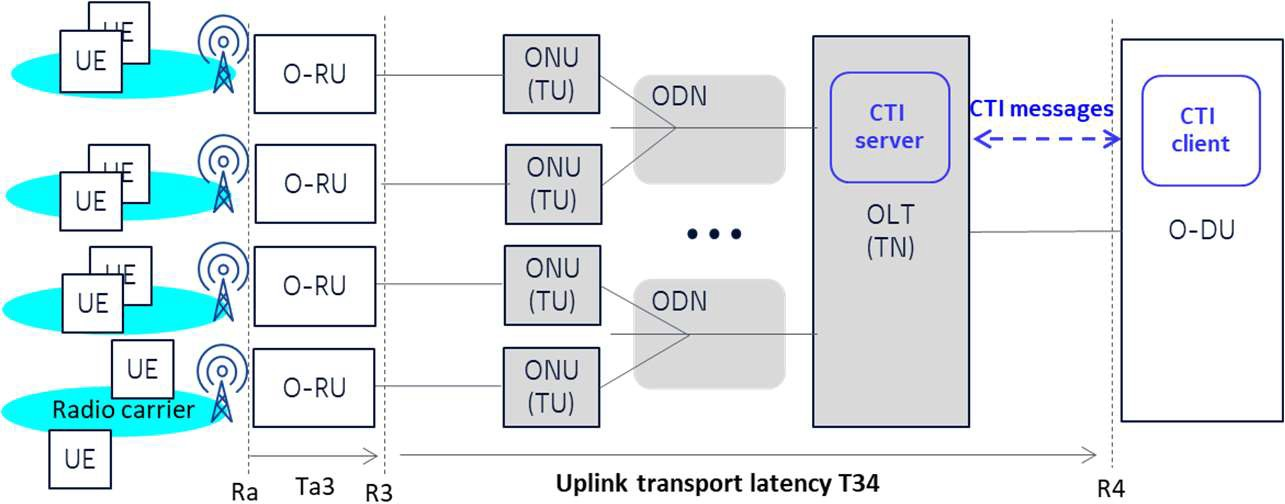 UE
UE
O-RU
ONU
(TU)
ODN
CTI
server
CTI messages
CTI
client
UE
UE
O-RU
ONU
(TU)
OLT
(TN)
O-DU
...
UE
UE
O-RU
ONU
(TU)
ODN
UE
O-RU
ONU
(TU)
Radio carrier
UE
Ra
Ta3
R3
Uplink transport latency T34
R4